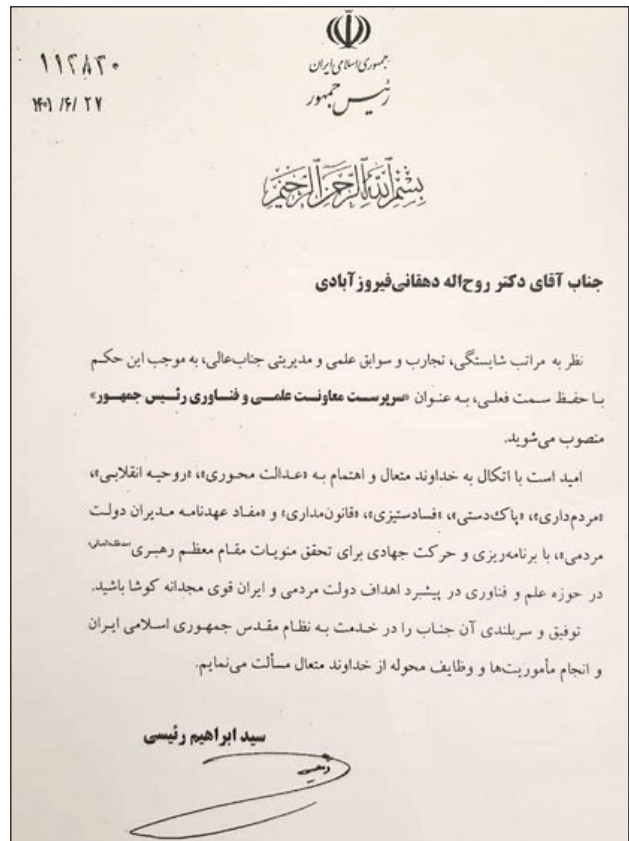 جمهوری اسلامی ایران
رئیس جمهور
۱۱۲۸۳۰
۱۴۰۱/۶/۲۷
بسم الله الرحمن الرحیم
جناب آقای دکتر روح‌اله دهقانی‌فیروزآبادی
نظر به مراتب شایستگی، تجارب و سوابق علمی و مدیریتی جناب‌عالی، به موجب این حکم
با حفظ سمت فعلی، به عنوان «سرپرست معاونت علمی و فناوری رئیس جمهور»
منصوب می‌شوید.
امید است با اتکال به خداوند متعال و اهتمام به «عدالت محوری»، «روحیه انقلابی»،
«مردم‌داری»، «پاک‌دستی»، «فسادستیزی»، «قانون‌مداری» و «مفاد عهدنامه مدیران دولت
مردمی»، با برنامه‌ریزی و حرکت جهادی برای تحقق منویات مقام معظم رهبری
در حوزه علم و فناوری در پیشبرد اهداف دولت مردمی و ایران قوی مجدانه کوشا باشید.
توفیق و سربلندی آن جناب را در خدمت به نظام مقدس جمهوری اسلامی ایران
و انجام مأموریت‌ها و وظایف محوله از خداوند متعال مسألت می‌نمایم.
سید ابراهیم رئیسی